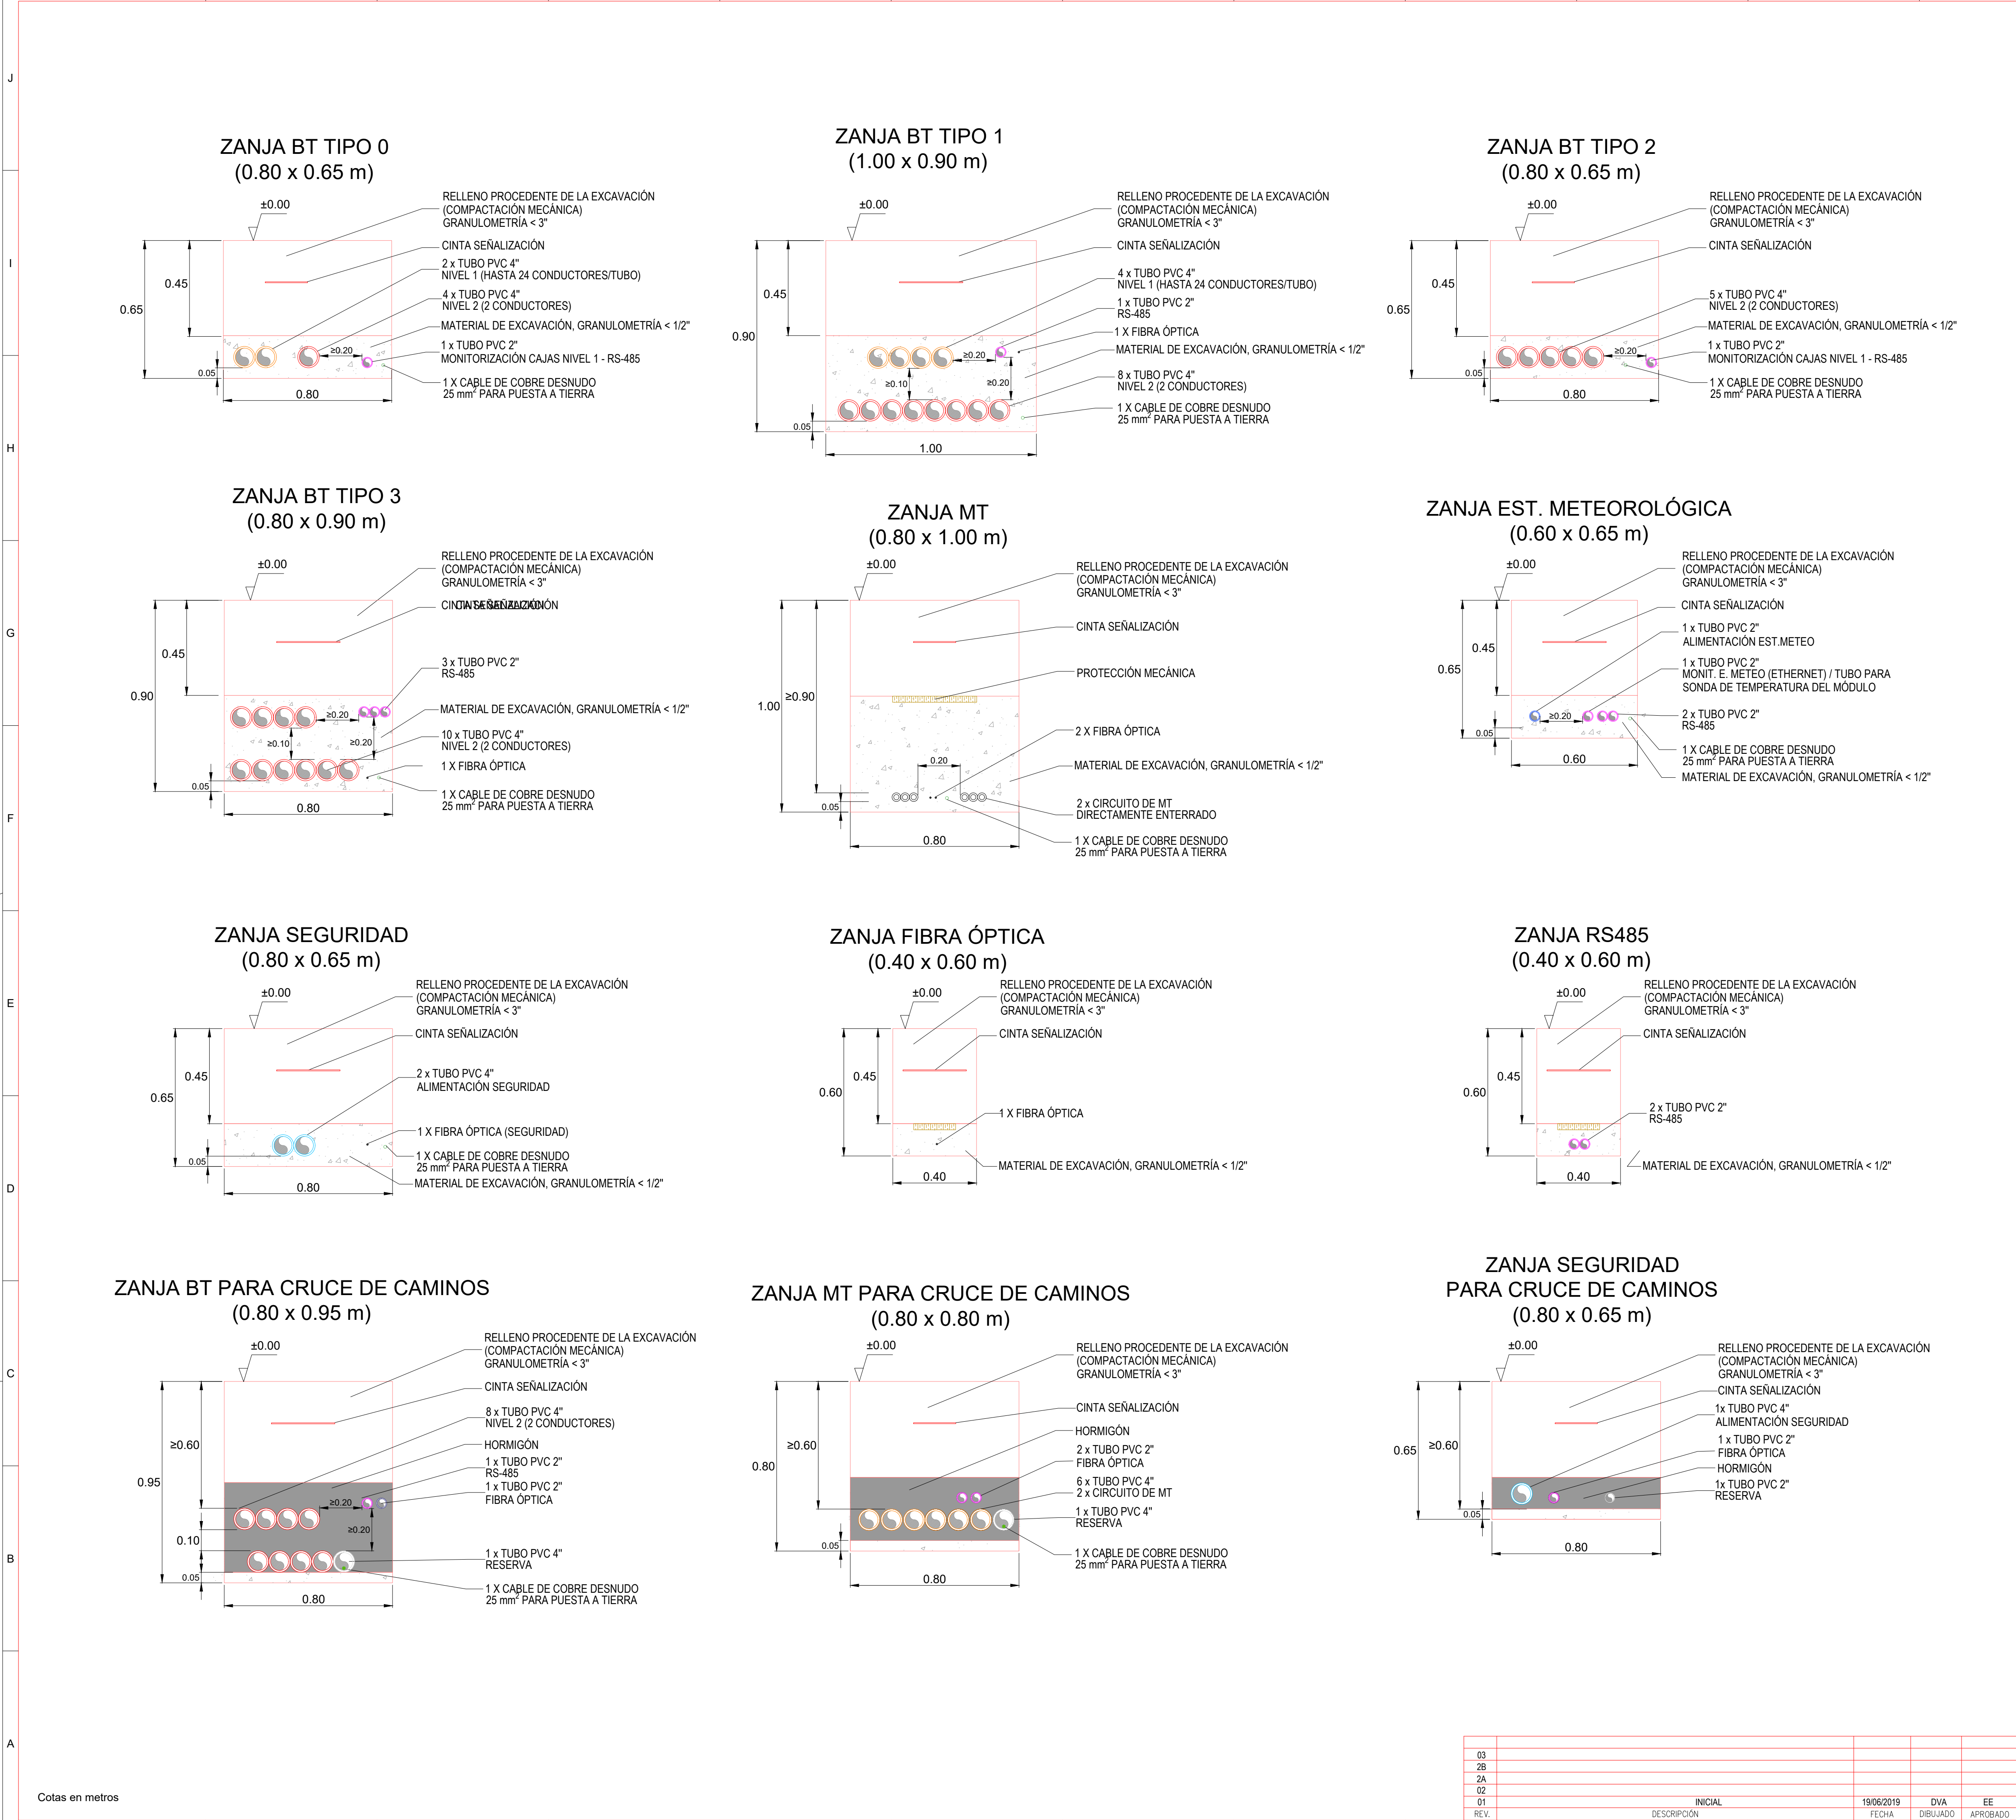 J
I
H
G
F
E
D
C
B
A
ZANJA BT TIPO 0
(0.80 x 0.65 m)
±0.00
RELLENO PROCEDENTE DE LA EXCAVACIÓN
(COMPACTACIÓN MECÁNICA)
GRANULOMETRÍA < 3"
CINTA SEÑALIZACIÓN
2 x TUBO PVC 4"
NIVEL 1 (HASTA 24 CONDUCTORES/TUBO)
4 x TUBO PVC 4"
NIVEL 2 (2 CONDUCTORES)
MATERIAL DE EXCAVACIÓN, GRANULOMETRÍA < 1/2"
1 x TUBO PVC 2"
MONITORIZACIÓN CAJAS NIVEL 1 - RS-485
1 X CABLE DE COBRE DESNUDO
25 mm² PARA PUESTA A TIERRA
0.65
0.45
≥0.20
0.05
0.80
ZANJA BT TIPO 1
(1.00 x 0.90 m)
±0.00
RELLENO PROCEDENTE DE LA EXCAVACIÓN
(COMPACTACIÓN MECÁNICA)
GRANULOMETRÍA < 3"
CINTA SEÑALIZACIÓN
4 x TUBO PVC 4"
NIVEL 1 (HASTA 24 CONDUCTORES/TUBO)
1 x TUBO PVC 2"
RS-485
1 X FIBRA ÓPTICA
MATERIAL DE EXCAVACIÓN, GRANULOMETRÍA < 1/2"
8 x TUBO PVC 4"
NIVEL 2 (2 CONDUCTORES)
1 X CABLE DE COBRE DESNUDO
25 mm² PARA PUESTA A TIERRA
0.90
0.45
≥0.20
≥0.10
≥0.20
0.05
1.00
ZANJA BT TIPO 2
(0.80 x 0.65 m)
±0.00
RELLENO PROCEDENTE DE LA EXCAVACIÓN
(COMPACTACIÓN MECÁNICA)
GRANULOMETRÍA < 3"
CINTA SEÑALIZACIÓN
5 x TUBO PVC 4"
NIVEL 2 (2 CONDUCTORES)
MATERIAL DE EXCAVACIÓN, GRANULOMETRÍA < 1/2"
1 x TUBO PVC 2"
MONITORIZACIÓN CAJAS NIVEL 1 - RS-485
1 X CABLE DE COBRE DESNUDO
25 mm² PARA PUESTA A TIERRA
0.65
0.45
≥0.20
0.05
0.80
ZANJA BT TIPO 3
(0.80 x 0.90 m)
±0.00
RELLENO PROCEDENTE DE LA EXCAVACIÓN
(COMPACTACIÓN MECÁNICA)
GRANULOMETRÍA < 3"
CINTA SEÑALIZACIÓN
CINTA SEÑALIZACIÓN
3 x TUBO PVC 2"
RS-485
MATERIAL DE EXCAVACIÓN, GRANULOMETRÍA < 1/2"
10 x TUBO PVC 4"
NIVEL 2 (2 CONDUCTORES)
1 X FIBRA ÓPTICA
1 X CABLE DE COBRE DESNUDO
25 mm² PARA PUESTA A TIERRA
0.90
0.45
≥0.20
≥0.10
≥0.20
0.05
0.80
ZANJA MT
(0.80 x 1.00 m)
±0.00
RELLENO PROCEDENTE DE LA EXCAVACIÓN
(COMPACTACIÓN MECÁNICA)
GRANULOMETRÍA < 3"
CINTA SEÑALIZACIÓN
PROTECCIÓN MECÁNICA
2 X FIBRA ÓPTICA
MATERIAL DE EXCAVACIÓN, GRANULOMETRÍA < 1/2"
2 x CIRCUITO DE MT
DIRECTAMENTE ENTERRADO
1 X CABLE DE COBRE DESNUDO
25 mm² PARA PUESTA A TIERRA
1.00
≥0.90
0.20
0.05
0.80
ZANJA EST. METEOROLÓGICA
(0.60 x 0.65 m)
±0.00
RELLENO PROCEDENTE DE LA EXCAVACIÓN
(COMPACTACIÓN MECÁNICA)
GRANULOMETRÍA < 3"
CINTA SEÑALIZACIÓN
1 x TUBO PVC 2"
ALIMENTACIÓN EST.METEO
1 x TUBO PVC 2"
MONIT. E. METEO (ETHERNET) / TUBO PARA
SONDA DE TEMPERATURA DEL MÓDULO
2 x TUBO PVC 2"
RS-485
1 X CABLE DE COBRE DESNUDO
25 mm² PARA PUESTA A TIERRA
MATERIAL DE EXCAVACIÓN, GRANULOMETRÍA < 1/2"
0.65
0.45
≥0.20
0.05
0.60
ZANJA SEGURIDAD
(0.80 x 0.65 m)
±0.00
RELLENO PROCEDENTE DE LA EXCAVACIÓN
(COMPACTACIÓN MECÁNICA)
GRANULOMETRÍA < 3"
CINTA SEÑALIZACIÓN
2 x TUBO PVC 4"
ALIMENTACIÓN SEGURIDAD
1 X FIBRA ÓPTICA (SEGURIDAD)
1 X CABLE DE COBRE DESNUDO
25 mm² PARA PUESTA A TIERRA
MATERIAL DE EXCAVACIÓN, GRANULOMETRÍA < 1/2"
0.65
0.45
0.05
0.80
ZANJA FIBRA ÓPTICA
(0.40 x 0.60 m)
±0.00
RELLENO PROCEDENTE DE LA EXCAVACIÓN
(COMPACTACIÓN MECÁNICA)
GRANULOMETRÍA < 3"
CINTA SEÑALIZACIÓN
1 X FIBRA ÓPTICA
MATERIAL DE EXCAVACIÓN, GRANULOMETRÍA < 1/2"
0.60
0.45
0.40
ZANJA RS485
(0.40 x 0.60 m)
±0.00
RELLENO PROCEDENTE DE LA EXCAVACIÓN
(COMPACTACIÓN MECÁNICA)
GRANULOMETRÍA < 3"
CINTA SEÑALIZACIÓN
2 x TUBO PVC 2"
RS-485
MATERIAL DE EXCAVACIÓN, GRANULOMETRÍA < 1/2"
0.60
0.45
0.40
ZANJA BT PARA CRUCE DE CAMINOS
(0.80 x 0.95 m)
±0.00
RELLENO PROCEDENTE DE LA EXCAVACIÓN
(COMPACTACIÓN MECÁNICA)
GRANULOMETRÍA < 3"
CINTA SEÑALIZACIÓN
8 x TUBO PVC 4"
NIVEL 2 (2 CONDUCTORES)
HORMIGÓN
1 x TUBO PVC 2"
RS-485
1 x TUBO PVC 2"
FIBRA ÓPTICA
1 x TUBO PVC 4"
RESERVA
1 X CABLE DE COBRE DESNUDO
25 mm² PARA PUESTA A TIERRA
0.95
≥0.60
≥0.20
≥0.20
0.10
0.05
0.80
ZANJA MT PARA CRUCE DE CAMINOS
(0.80 x 0.80 m)
±0.00
RELLENO PROCEDENTE DE LA EXCAVACIÓN
(COMPACTACIÓN MECÁNICA)
GRANULOMETRÍA < 3"
CINTA SEÑALIZACIÓN
HORMIGÓN
2 x TUBO PVC 2"
FIBRA ÓPTICA
6 x TUBO PVC 4"
2 x CIRCUITO DE MT
1 x TUBO PVC 4"
RESERVA
1 X CABLE DE COBRE DESNUDO
25 mm² PARA PUESTA A TIERRA
0.80
≥0.60
0.05
0.80
ZANJA SEGURIDAD
PARA CRUCE DE CAMINOS
(0.80 x 0.65 m)
±0.00
RELLENO PROCEDENTE DE LA EXCAVACIÓN
(COMPACTACIÓN MECÁNICA)
GRANULOMETRÍA < 3"
CINTA SEÑALIZACIÓN
1x TUBO PVC 4"
ALIMENTACIÓN SEGURIDAD
1 x TUBO PVC 2"
FIBRA ÓPTICA
HORMIGÓN
1x TUBO PVC 2"
RESERVA
0.65
≥0.60
0.05
0.80
Cotas en metros
03
2B
2A
02
01 INICIAL 19/06/2019 DVA EE
REV. DESCRIPCIÓN FECHA DIBUJADO APROBADO